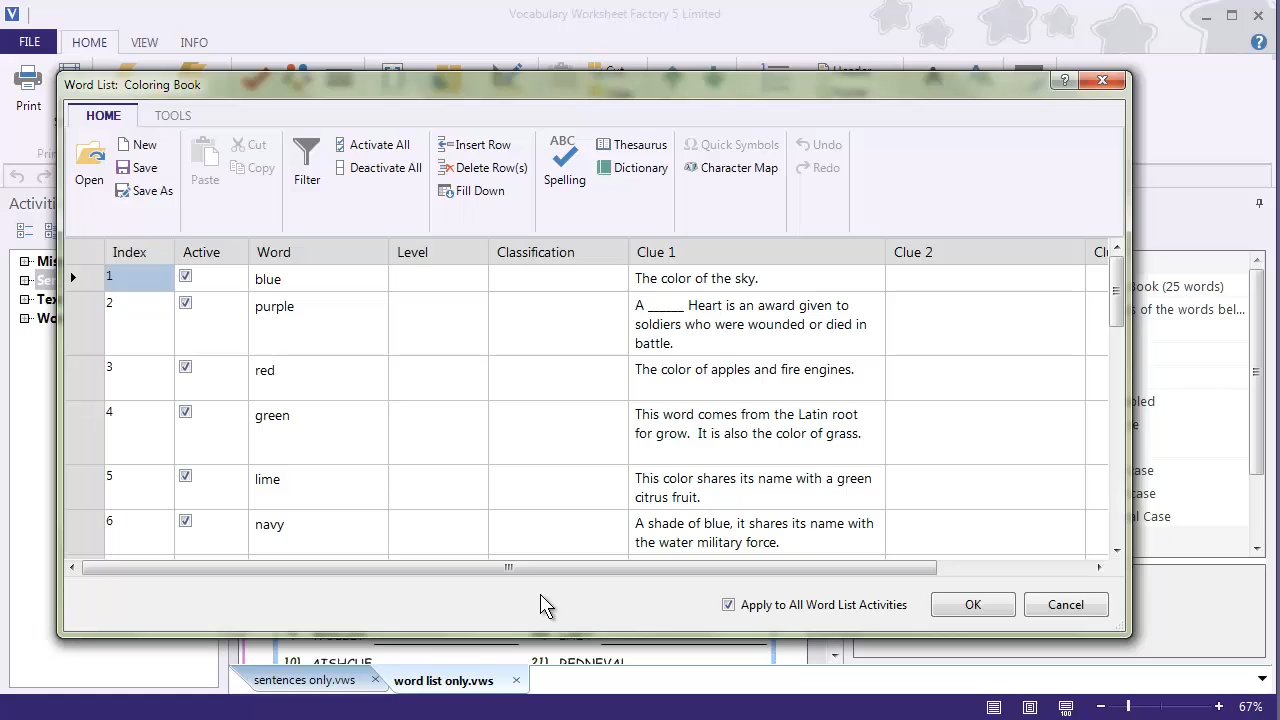 Vocabulary Worksheet Factory 5 Limited
FILE HOME VIEW INFO
Print
Word List: Coloring Book
HOME TOOLS
Open New Save Save As
Paste Cut Copy
Filter Activate All Deactivate All
Insert Row Delete Row(s) Fill Down
ABC Spelling Thesaurus Dictionary
Quick Symbols Character Map
Undo Redo
Index Active Word Level Classification Clue 1 Clue 2
1 blue The color of the sky.
2 purple A ______ Heart is an award given to
soldiers who were wounded or died in
battle.
3 red The color of apples and fire engines.
4 green This word comes from the Latin root
for grow.  It is also the color of grass.
5 lime This color shares its name with a green
citrus fruit.
6 navy A shade of blue, it shares its name with
the water military force.
Apply to All Word List Activities OK Cancel
Book (25 words)
s of the words bel...
Case
sentences only.vws word list only.vws
67%